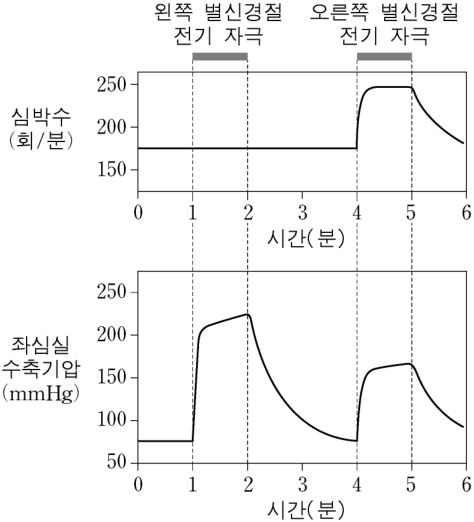 왼쪽 별신경절 오른쪽 별신경절
전기 자극 전기 자극
심박수
(회/분)
250
200
150
0 1 2 3 4 5 6
시간(분)
좌심실
수축기압
(mmHg)
250
200
150
100
50
0 1 2 3 4 5 6
시간(분)